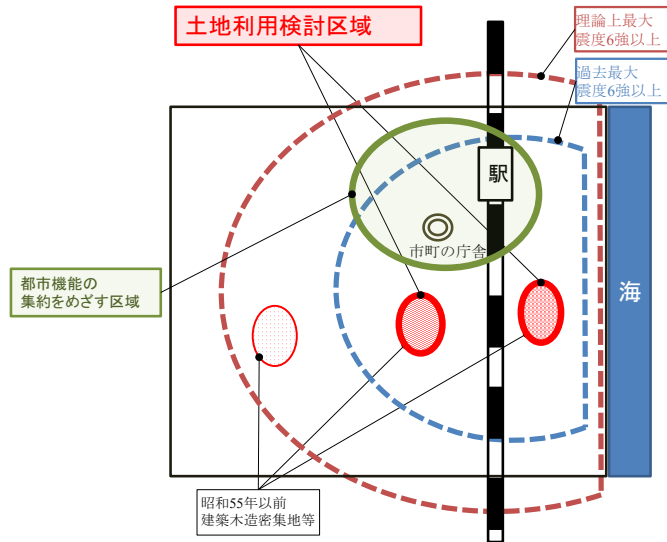 土地利用検討区域
理論上最大
震度6強以上
過去最大
震度6強以上
駅
市町の庁舎
都市機能の
集約をめざす区域
海
昭和55年以前
建築木造密集地等